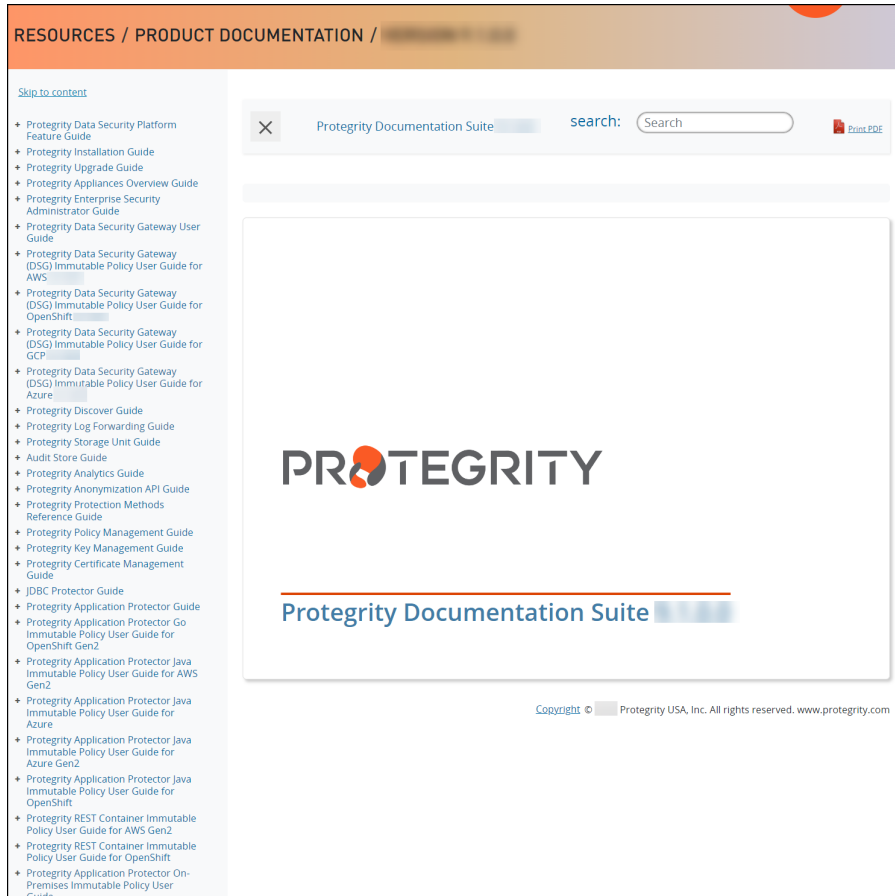 RESOURCES / PRODUCT DOCUMENTATION /
Skip to content
+ Protegrity Data Security Platform
Feature Guide
+ Protegrity Installation Guide
+ Protegrity Upgrade Guide
+ Protegrity Appliances Overview Guide
+ Protegrity Enterprise Security
Administrator Guide
+ Protegrity Data Security Gateway User
Guide
+ Protegrity Data Security Gateway
(DSG) Immutable Policy User Guide for
AWS
+ Protegrity Data Security Gateway
(DSG) Immutable Policy User Guide for
OpenShift
+ Protegrity Data Security Gateway
(DSG) Immutable Policy User Guide for
GCP
+ Protegrity Data Security Gateway
(DSG) Immutable Policy User Guide for
Azure
+ Protegrity Discover Guide
+ Protegrity Log Forwarding Guide
+ Protegrity Storage Unit Guide
+ Audit Store Guide
+ Protegrity Analytics Guide
+ Protegrity Anonymization API Guide
+ Protegrity Protection Methods
Reference Guide
+ Protegrity Policy Management Guide
+ Protegrity Key Management Guide
+ Protegrity Certificate Management
Guide
+ JDBC Protector Guide
+ Protegrity Application Protector Guide
+ Protegrity Application Protector Go
Immutable Policy User Guide for
OpenShift Gen2
+ Protegrity Application Protector Java
Immutable Policy User Guide for AWS
Gen2
+ Protegrity Application Protector Java
Immutable Policy User Guide for
Azure
+ Protegrity Application Protector Java
Immutable Policy User Guide for
Azure Gen2
+ Protegrity Application Protector Java
Immutable Policy User Guide for
OpenShift
+ Protegrity REST Container Immutable
Policy User Guide for AWS Gen2
+ Protegrity REST Container Immutable
Policy User Guide for OpenShift
+ Protegrity Application Protector On-
Premises Immutable Policy User
Guide
Protegrity Documentation Suite
search:
Search
Print PDF
PROTEGRITY
Protegrity Documentation Suite
Copyright © Protegrity USA, Inc. All rights reserved. www.protegrity.com